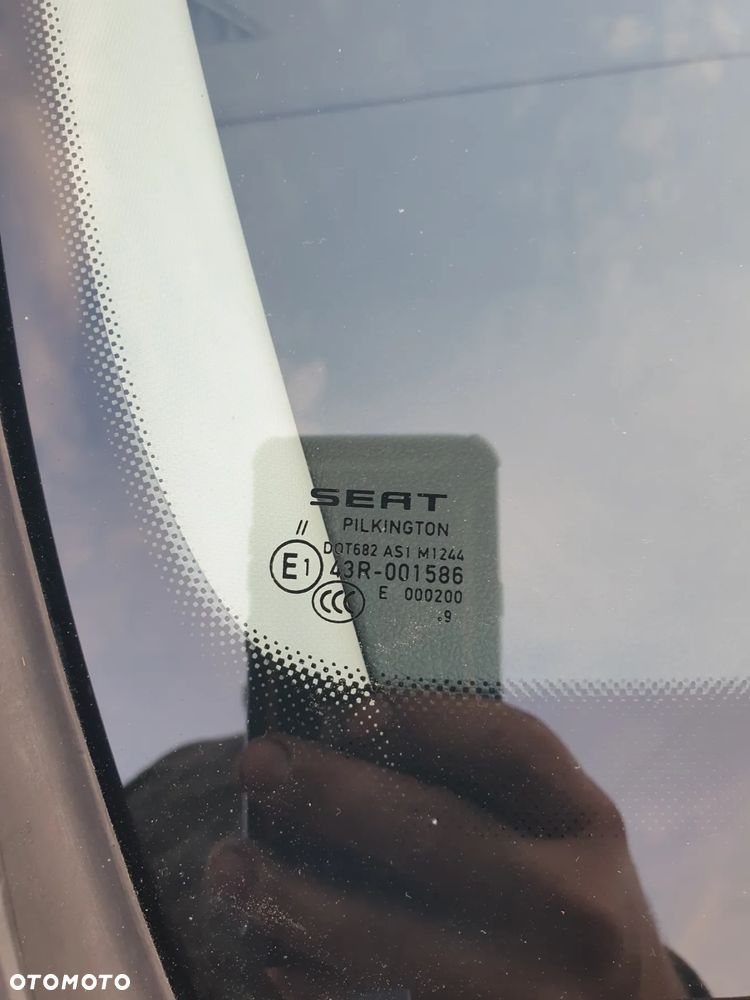 SEAT
// PILKINGTON
DOT682 AS1 M1244
E1 43R-001586
CCC E 000200
.9
OTOMOTO